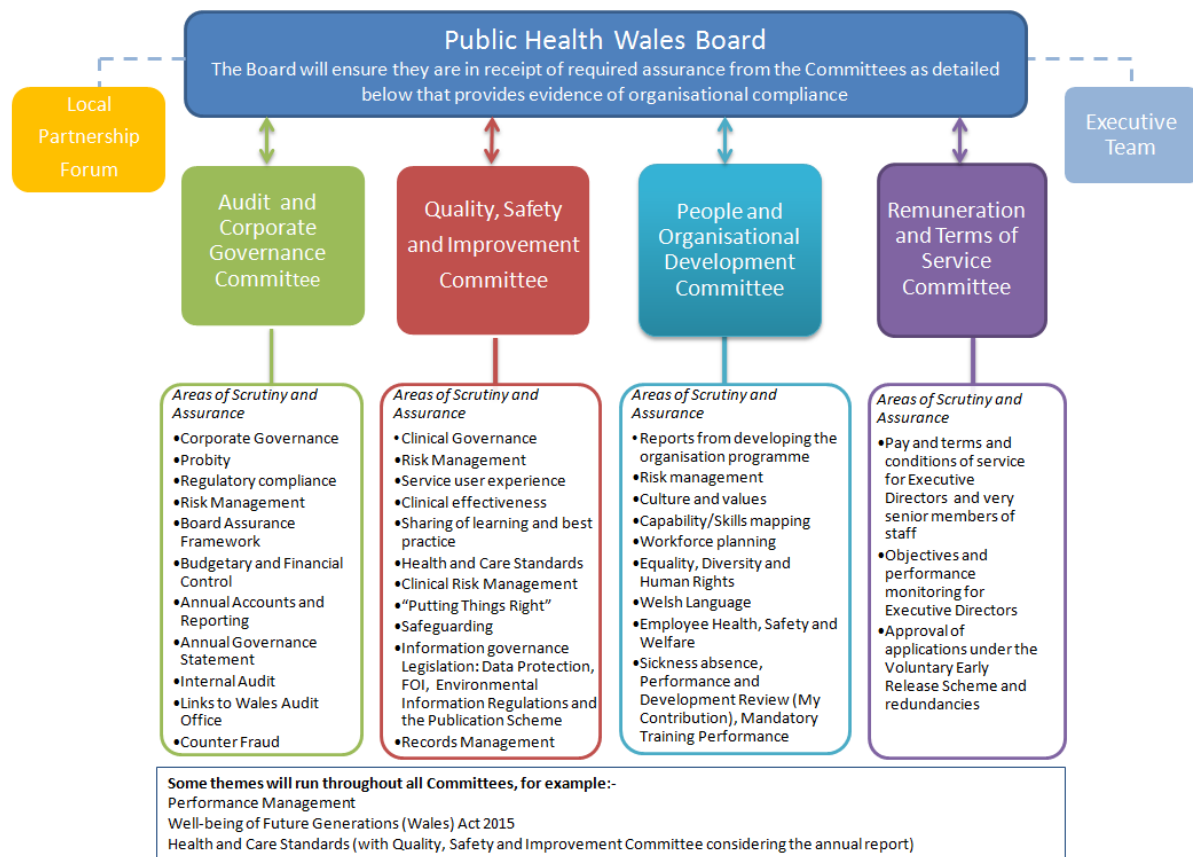 Public Health Wales Board
The Board will ensure they are in receipt of required assurance from the Committees as detailed
below that provides evidence of organisational compliance
Local
Partnership
Forum
Executive
Team
Audit and
Corporate
Governance
Committee
Quality, Safety
and Improvement
Committee
People and
Organisational
Development
Committee
Remuneration
and Terms of
Service
Committee
Areas of Scrutiny and
Assurance
•Corporate Governance
•Probity
•Regulatory compliance
•Risk Management
•Board Assurance
Framework
•Budgetary and Financial
Control
•Annual Accounts and
Reporting
•Annual Governance
Statement
•Internal Audit
•Links to Wales Audit
Office
•Counter Fraud
Areas of Scrutiny and
Assurance
•Clinical Governance
•Risk Management
•Service user experience
•Clinical effectiveness
•Sharing of learning and best
practice
•Health and Care Standards
•Clinical Risk Management
•“Putting Things Right”
•Safeguarding
•Information governance
Legislation: Data Protection,
FOI, Environmental
Information Regulations and
the Publication Scheme
•Records Management
Areas of Scrutiny and
Assurance
•Reports from developing the
organisation programme
•Risk management
•Culture and values
•Capability/Skills mapping
•Workforce planning
•Equality, Diversity and
Human Rights
•Welsh Language
•Employee Health, Safety and
Welfare
•Sickness absence,
Performance and
Development Review (My
Contribution), Mandatory
Training Performance
Areas of Scrutiny and
Assurance
•Pay and terms and
conditions of service
for Executive
Directors and very
senior members of
staff
•Objectives and
performance
monitoring for
Executive Directors
•Approval of
applications under the
Voluntary Early
Release Scheme and
redundancies
Some themes will run throughout all Committees, for example:-
Performance Management
Well-being of Future Generations (Wales) Act 2015
Health and Care Standards (with Quality, Safety and Improvement Committee considering the annual report)